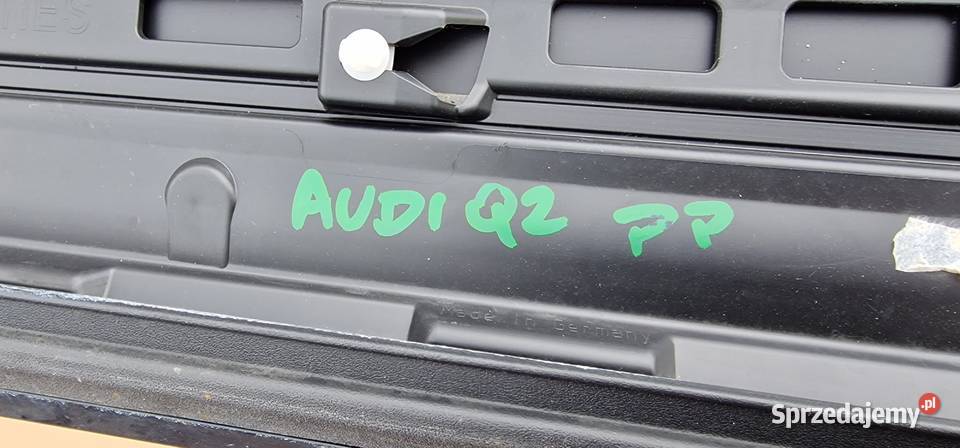 AUDI Q2 PP
Made in Germany
Sprzedajemy.pl